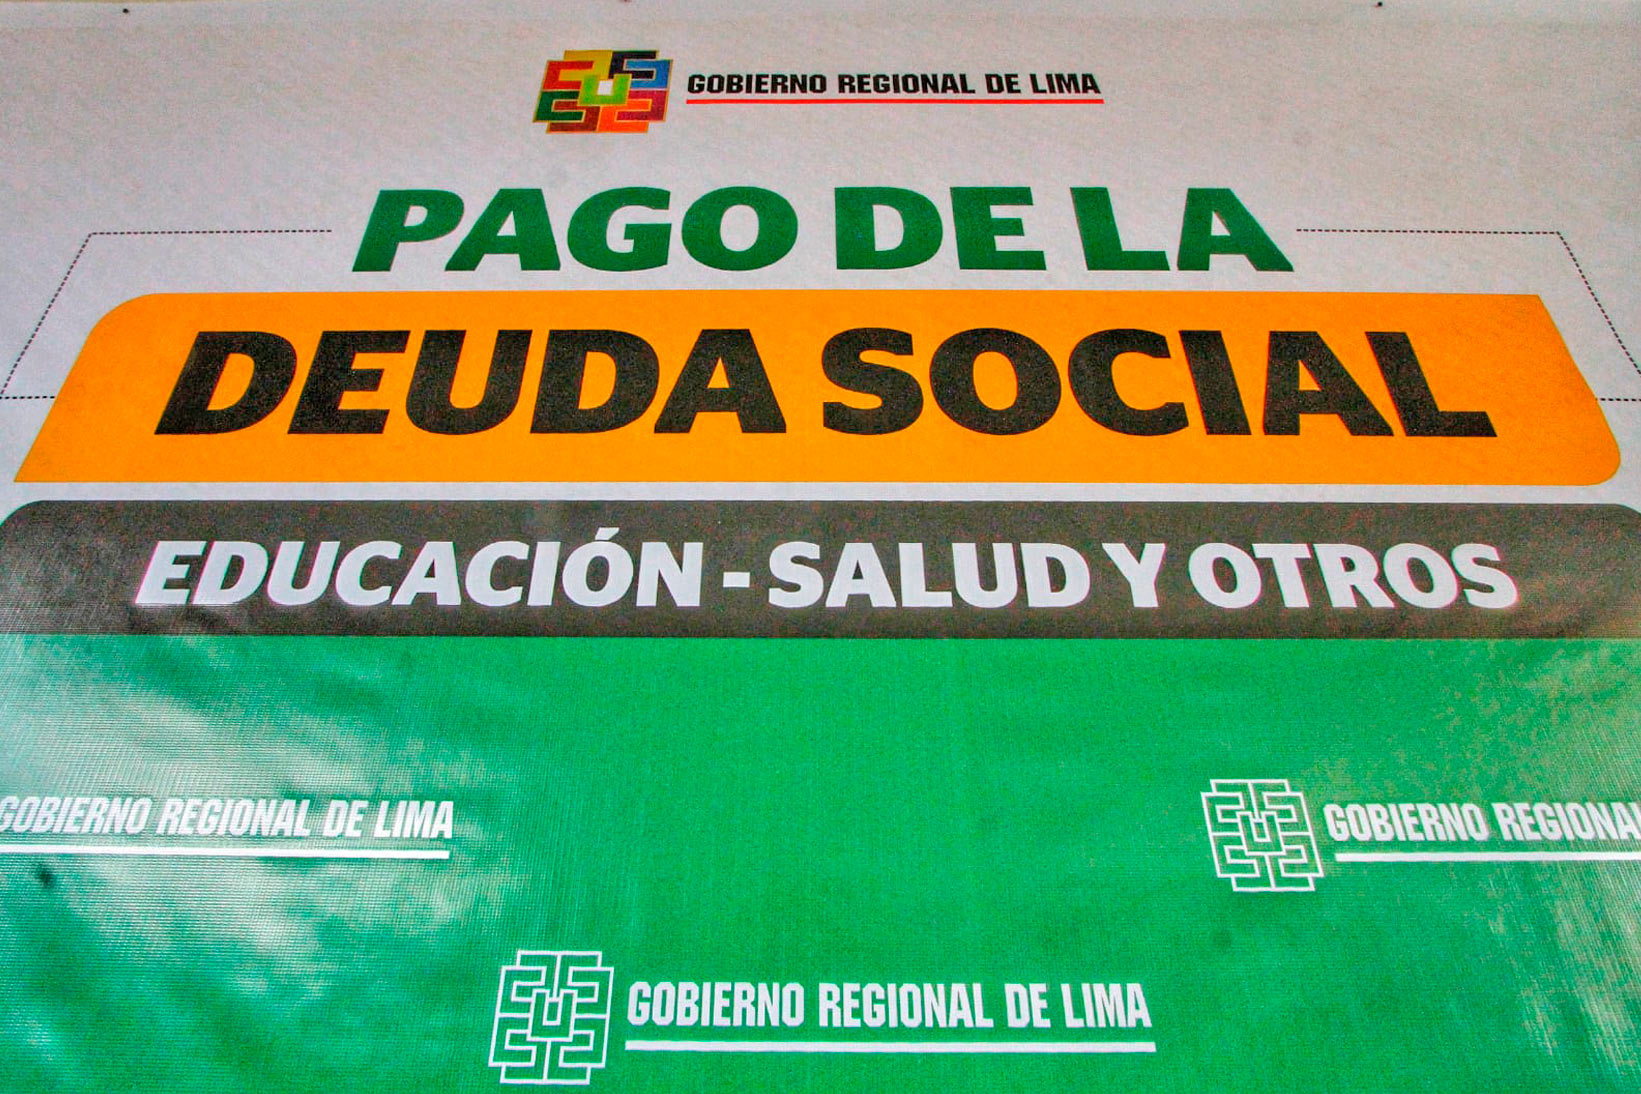 GOBIERNO REGIONAL DE LIMA
PAGO DE LA
DEUDA SOCIAL
EDUCACIÓN - SALUD Y OTROS
GOBIERNO REGIONAL DE LIMA
GOBIERNO REGIONAL
GOBIERNO REGIONAL DE LIMA